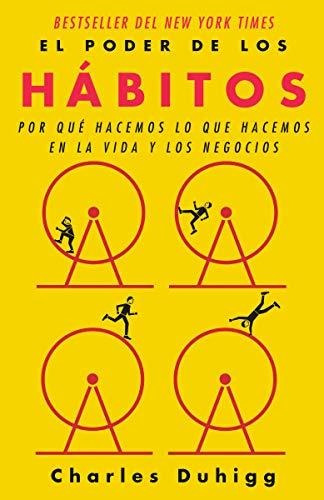 BESTSELLER DEL NEW YORK TIMES
EL PODER DE LOS
HÁBITOS
POR QUÉ HACEMOS LO QUE HACEMOS
EN LA VIDA Y LOS NEGOCIOS
Charles Duhigg